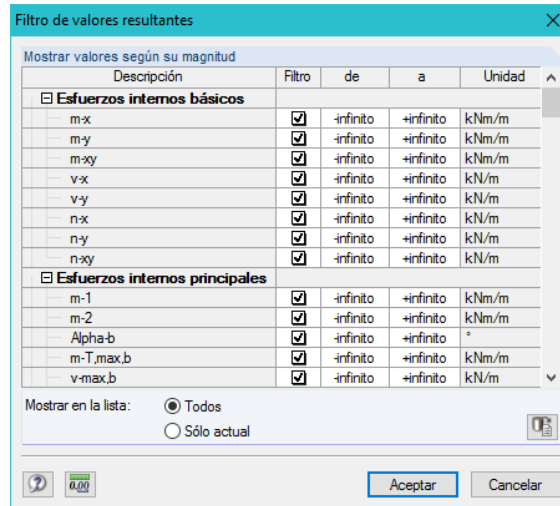 Filtro de valores resultantes
Mostrar valores según su magnitud
Descripción Filtro de a Unidad
Esfuerzos internos básicos
m-x -infinito +infinito kNm/m
m-y -infinito +infinito kNm/m
m-xy -infinito +infinito kNm/m
v-x -infinito +infinito kN/m
v-y -infinito +infinito kN/m
n-x -infinito +infinito kN/m
n-y -infinito +infinito kN/m
n-xy -infinito +infinito kN/m
Esfuerzos internos principales
m-1 -infinito +infinito kNm/m
m-2 -infinito +infinito kNm/m
Alpha-b -infinito +infinito °
m-T,max,b -infinito +infinito kNm/m
v-max,b -infinito +infinito kN/m
Mostrar en la lista: Todos
Sólo actual
0.00 Aceptar Cancelar